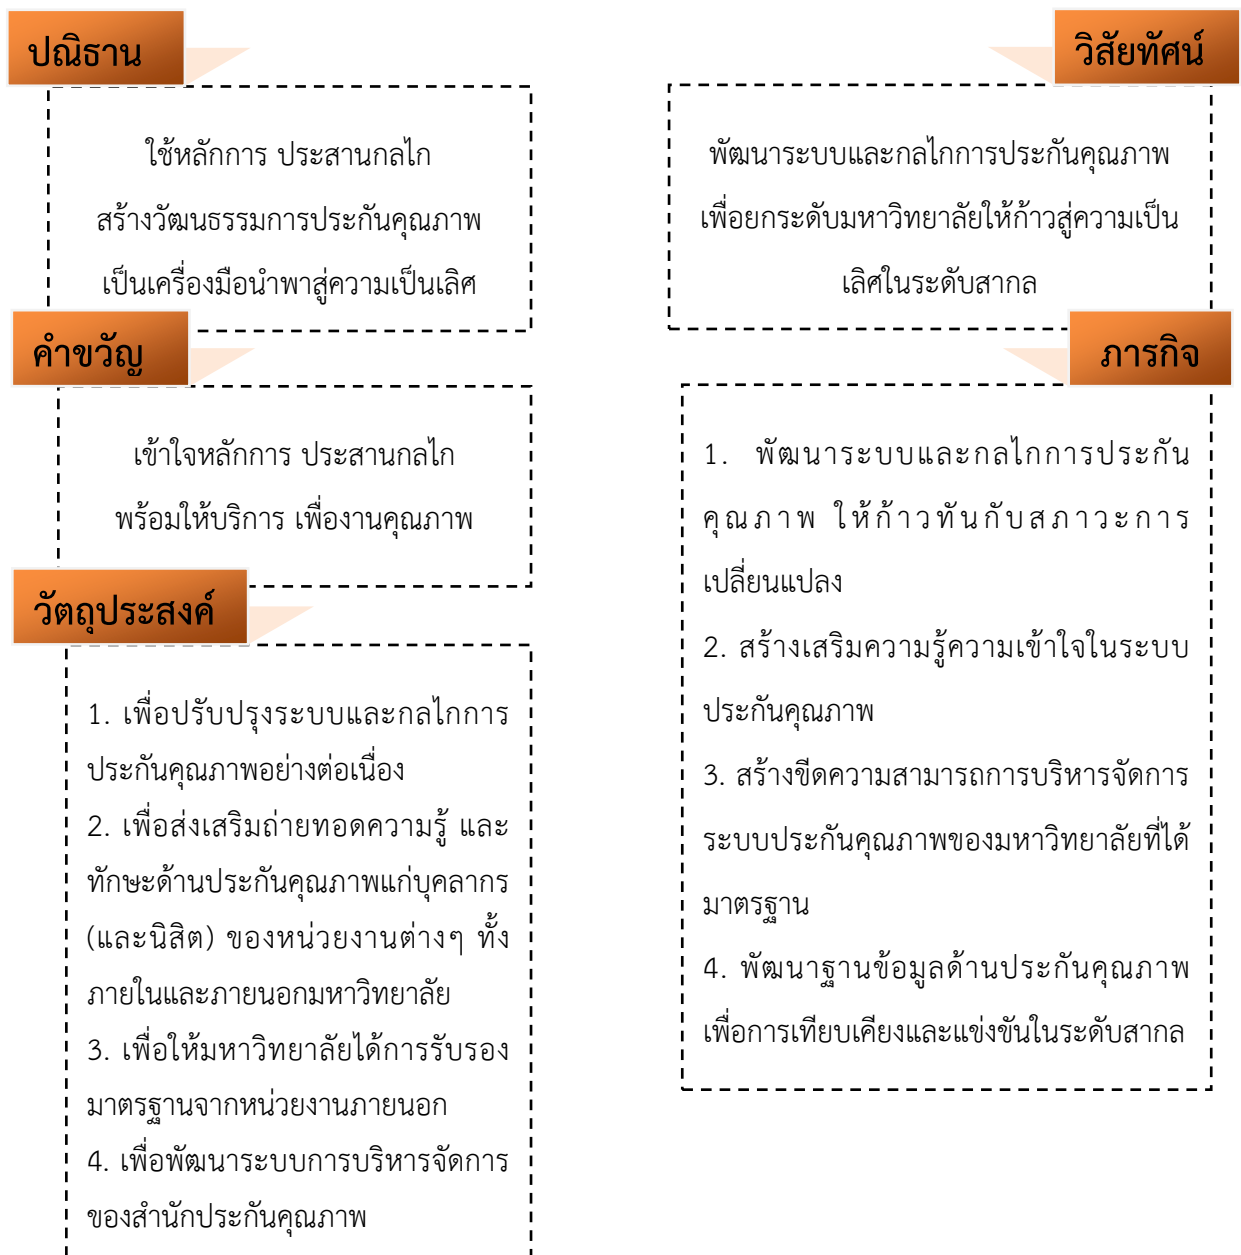 ปณิธาน
ใช้หลักการ ประสานกลไก
สร้างวัฒนธรรมการประกันคุณภาพ
เป็นเครื่องมือนำพาสู่ความเป็นเลิศ
คำขวัญ
เข้าใจหลักการ ประสานกลไก
พร้อมให้บริการ เพื่องานคุณภาพ
วัตถุประสงค์
1. เพื่อปรับปรุงระบบและกลไกการ
ประกันคุณภาพอย่างต่อเนื่อง
2. เพื่อส่งเสริมถ่ายทอดความรู้ และ
ทักษะด้านประกันคุณภาพแก่บุคลากร
(และนิสิต) ของหน่วยงานต่างๆ ทั้ง
ภายในและภายนอกมหาวิทยาลัย
3. เพื่อให้มหาวิทยาลัยได้การรับรอง
มาตรฐานจากหน่วยงานภายนอก
4. เพื่อพัฒนาระบบการบริหารจัดการ
ของสำนักประกันคุณภาพ
วิสัยทัศน์
พัฒนาระบบและกลไกการประกันคุณภาพ
เพื่อยกระดับมหาวิทยาลัยให้ก้าวสู่ความเป็น
เลิศในระดับสากล
ภารกิจ
1. พัฒนาระบบและกลไกการประกัน
คุณภาพ ให้ก้าวทันกับสภาวะการ
เปลี่ยนแปลง
2. สร้างเสริมความรู้ความเข้าใจในระบบ
ประกันคุณภาพ
3. สร้างขีดความสามารถการบริหารจัดการ
ระบบประกันคุณภาพของมหาวิทยาลัยที่ได้
มาตรฐาน
4. พัฒนาฐานข้อมูลด้านประกันคุณภาพ
เพื่อการเทียบเคียงและแข่งขันในระดับสากล